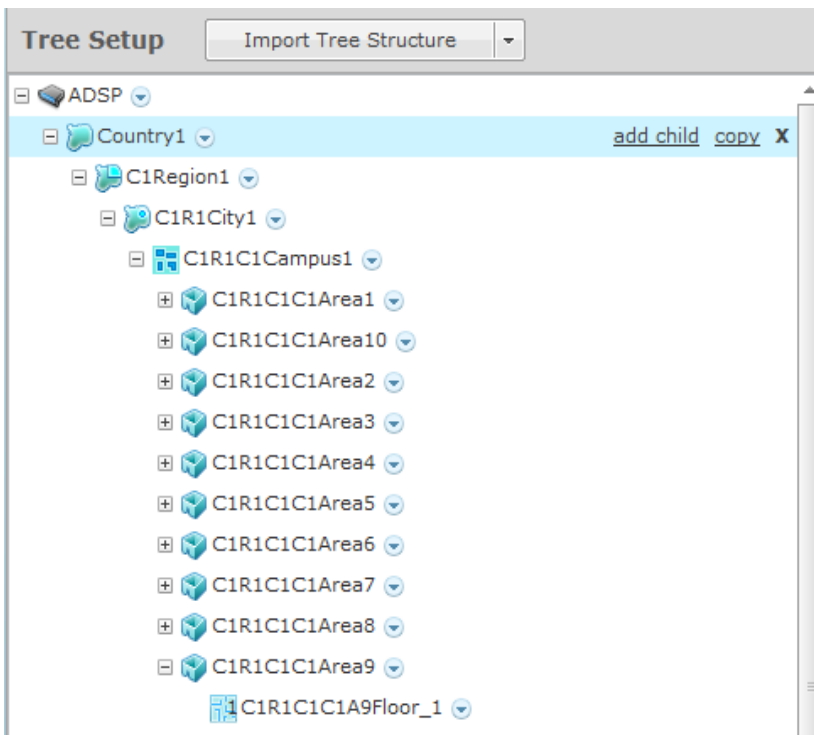 Tree Setup Import Tree Structure
ADSP
Country1 add child copy X
C1Region1
C1R1City1
C1R1C1Campus1
C1R1C1C1Area1
C1R1C1C1Area10
C1R1C1C1Area2
C1R1C1C1Area3
C1R1C1C1Area4
C1R1C1C1Area5
C1R1C1C1Area6
C1R1C1C1Area7
C1R1C1C1Area8
C1R1C1C1Area9
1 C1R1C1C1A9Floor_1